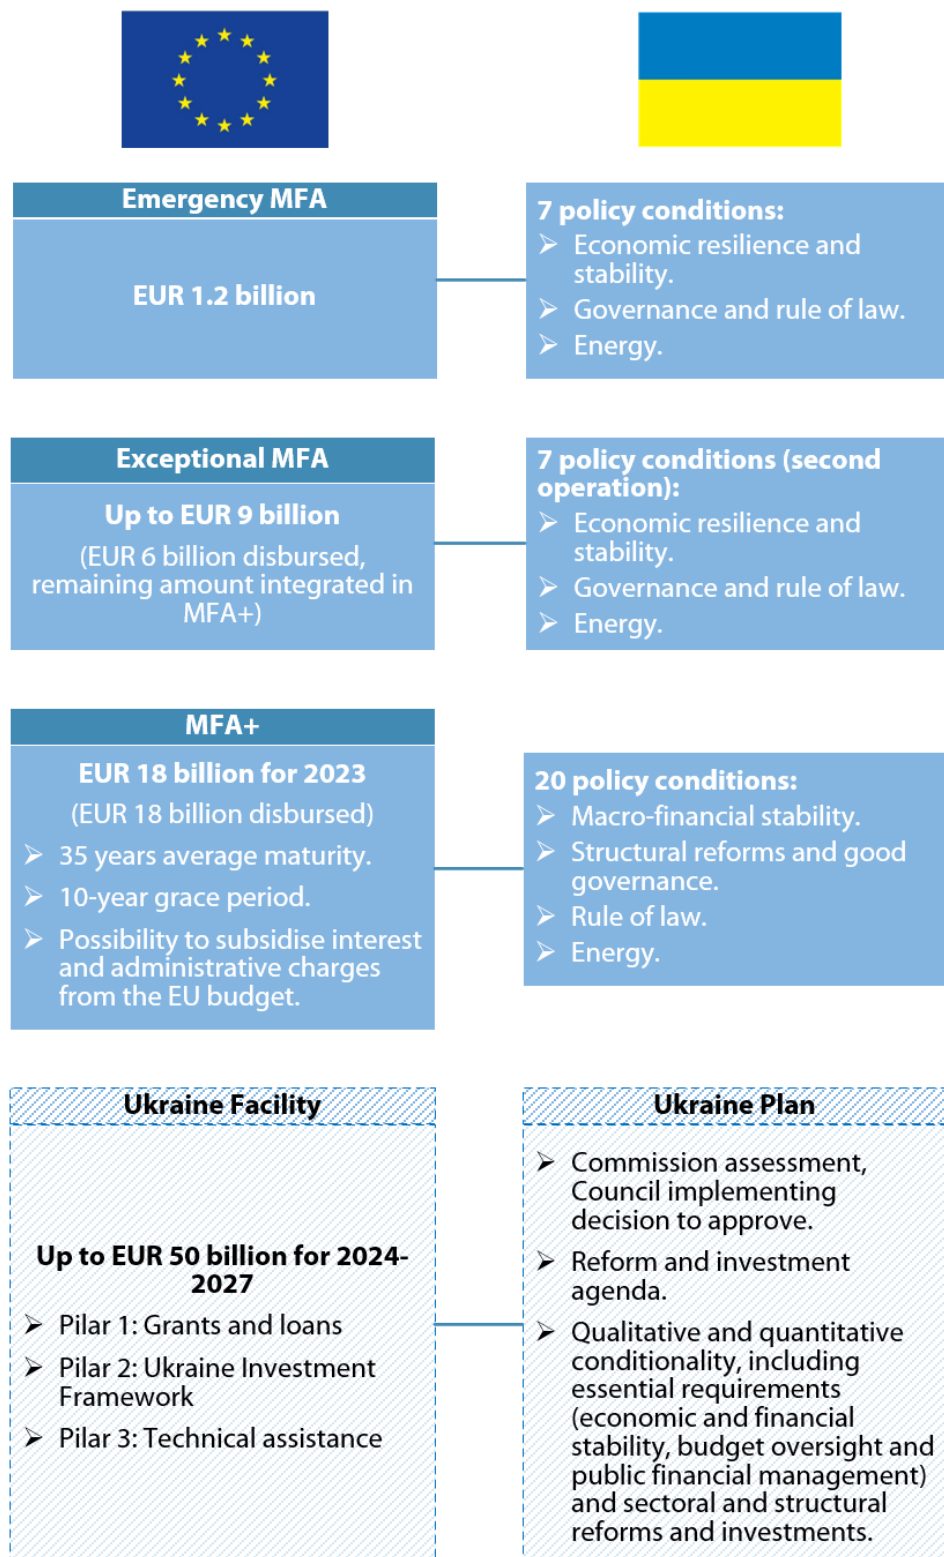 Emergency MFA
EUR 1.2 billion
7 policy conditions:
➢ Economic resilience and
stability.
➢ Governance and rule of law.
➢ Energy.
Exceptional MFA
Up to EUR 9 billion
(EUR 6 billion disbursed,
remaining amount integrated in
MFA+)
7 policy conditions (second
operation):
➢ Economic resilience and
stability.
➢ Governance and rule of law.
➢ Energy.
MFA+
EUR 18 billion for 2023
(EUR 18 billion disbursed)
➢ 35 years average maturity.
➢ 10-year grace period.
➢ Possibility to subsidise interest
and administrative charges
from the EU budget.
20 policy conditions:
➢ Macro-financial stability.
➢ Structural reforms and good
governance.
➢ Rule of law.
➢ Energy.
Ukraine Facility
Up to EUR 50 billion for 2024-
2027
➢ Pilar 1: Grants and loans
➢ Pilar 2: Ukraine Investment
Framework
➢ Pilar 3: Technical assistance
Ukraine Plan
➢ Commission assessment,
Council implementing
decision to approve.
➢ Reform and investment
agenda.
➢ Qualitative and quantitative
conditionality, including
essential requirements
(economic and financial
stability, budget oversight and
public financial management)
and sectoral and structural
reforms and investments.